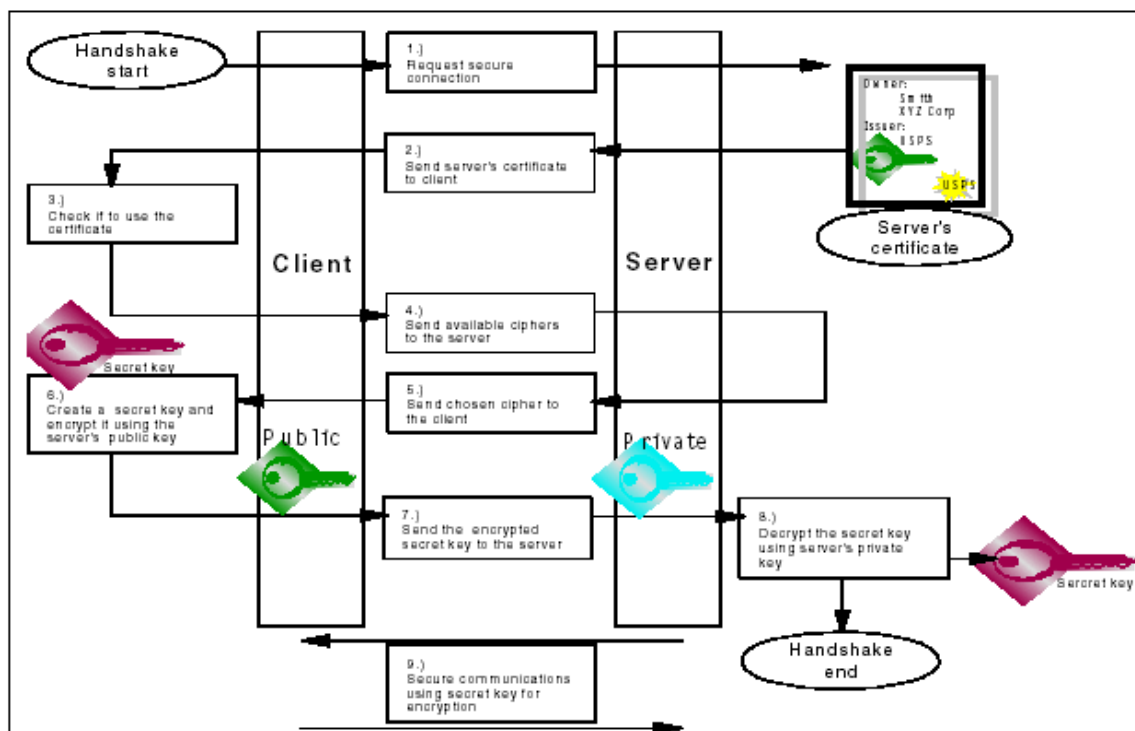 Handshake
start
1.)
Request secure
connection
Owner:
Smith
XYZ Corp
Issuer:
USPS
USPS
Server's
certificate
2.)
Send server's certificate
to client
3.)
Check if to use the
certificate
Client
Server
4.)
Send available ciphers
to the server
Secret key
5.)
Send chosen cipher to
the client
6.)
Create a secret key and
encrypt it using the
server's public key
Public
Private
7.)
Send the encrypted
secret key to the server
8.)
Decrypt the secret key
using server's private
key
Sercret key
Handshake
end
9.)
Secure communications
using secret key for
encryption